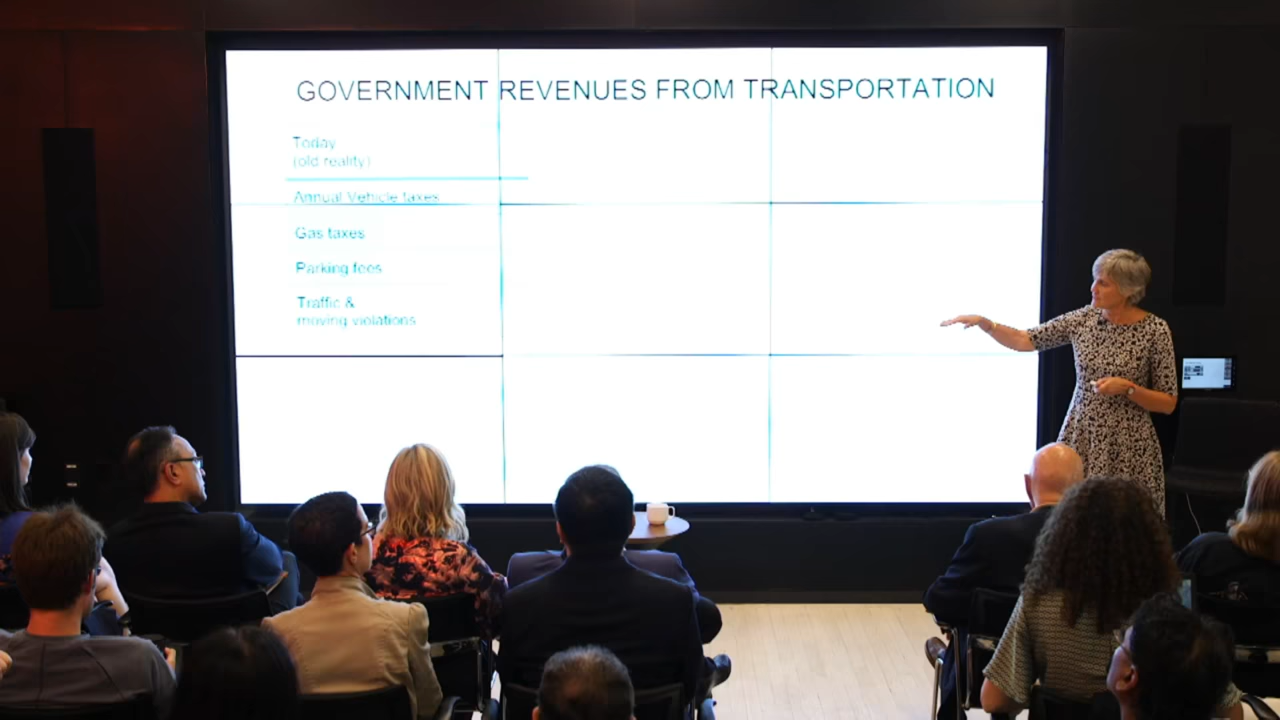 GOVERNMENT REVENUES FROM TRANSPORTATION
Today
(old reality)
Annual Vehicle taxes
Gas taxes
Parking fees
Traffic &
moving violations